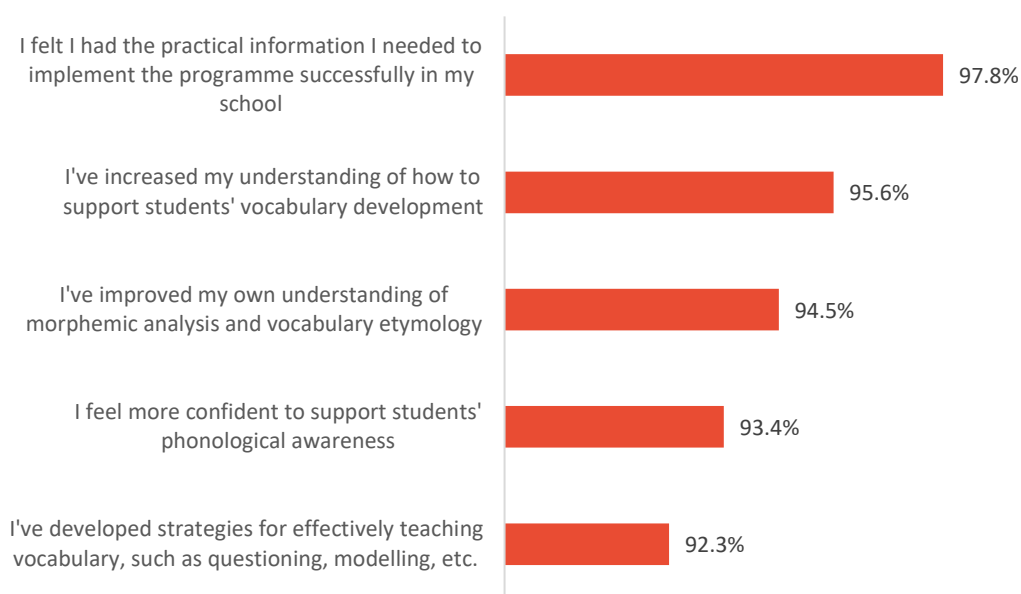 I felt I had the practical information I needed to
implement the programme successfully in my
school
97.8%
I've increased my understanding of how to
support students' vocabulary development
95.6%
I've improved my own understanding of
morphemic analysis and vocabulary etymology
94.5%
I feel more confident to support students'
phonological awareness
93.4%
I've developed strategies for effectively teaching
vocabulary, such as questioning, modelling, etc.
92.3%